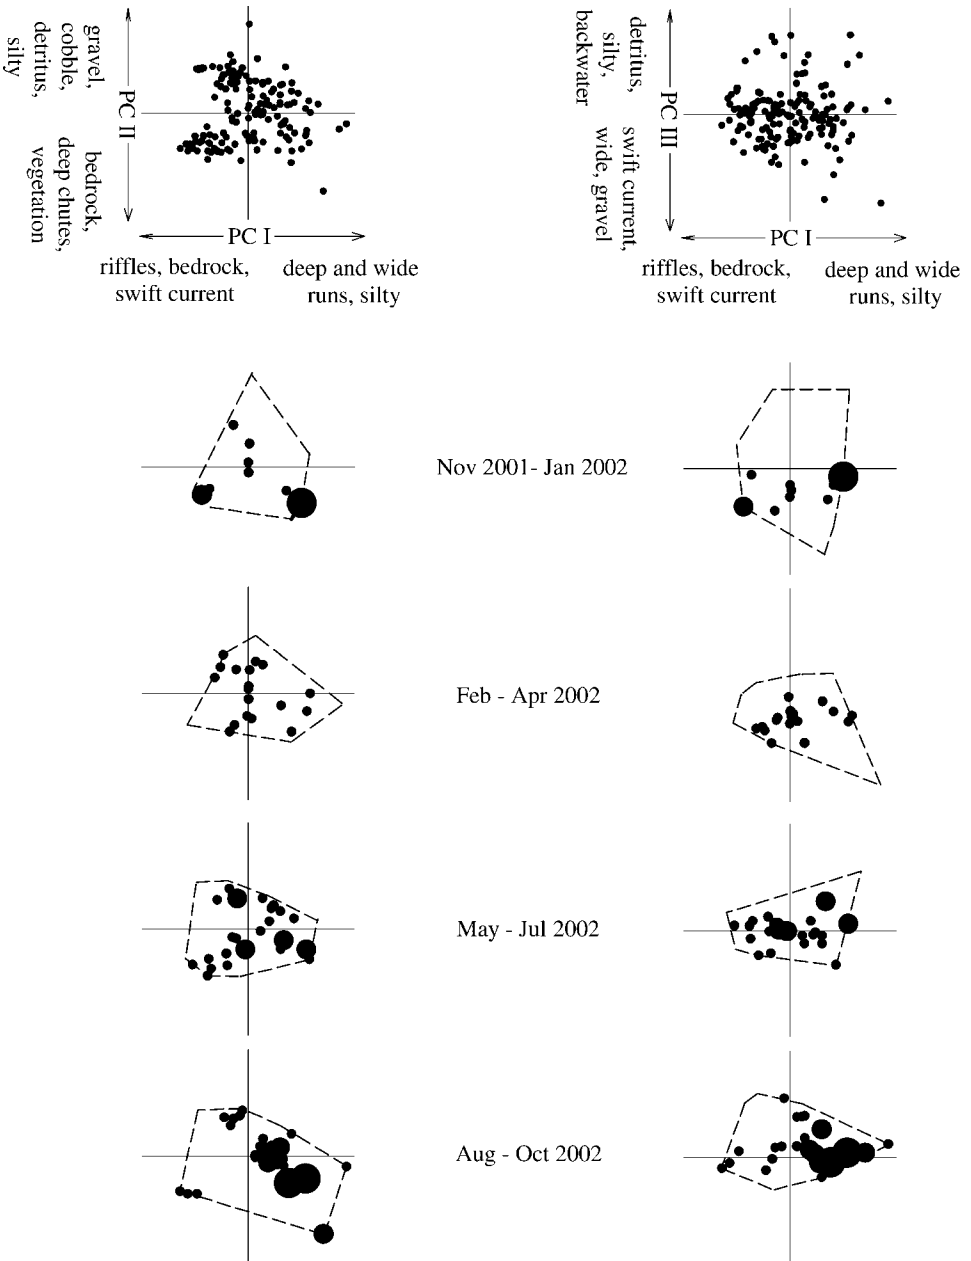 gravel,
cobble,
detritus,
silty
PC II
bedrock,
deep chutes,
vegetation
PC I
riffles, bedrock,
swift current
deep and wide
runs, silty
detritus,
silty,
backwater
PC III
swift current,
wide, gravel
PC I
riffles, bedrock,
swift current
deep and wide
runs, silty
Nov 2001- Jan 2002
Feb - Apr 2002
May - Jul 2002
Aug - Oct 2002